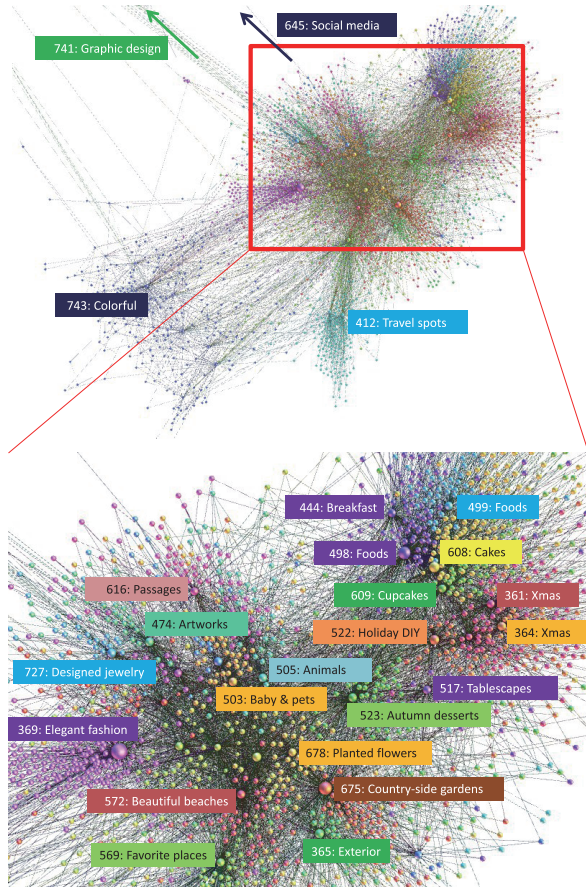 645: Social media
741: Graphic design
743: Colorful
412: Travel spots
444: Breakfast
499: Foods
498: Foods
608: Cakes
616: Passages
609: Cupcakes
361: Xmas
474: Artworks
522: Holiday DIY
364: Xmas
727: Designed jewelry
505: Animals
503: Baby & pets
517: Tablescapes
523: Autumn desserts
369: Elegant fashion
678: Planted flowers
675: Country-side gardens
572: Beautiful beaches
569: Favorite places
365: Exterior